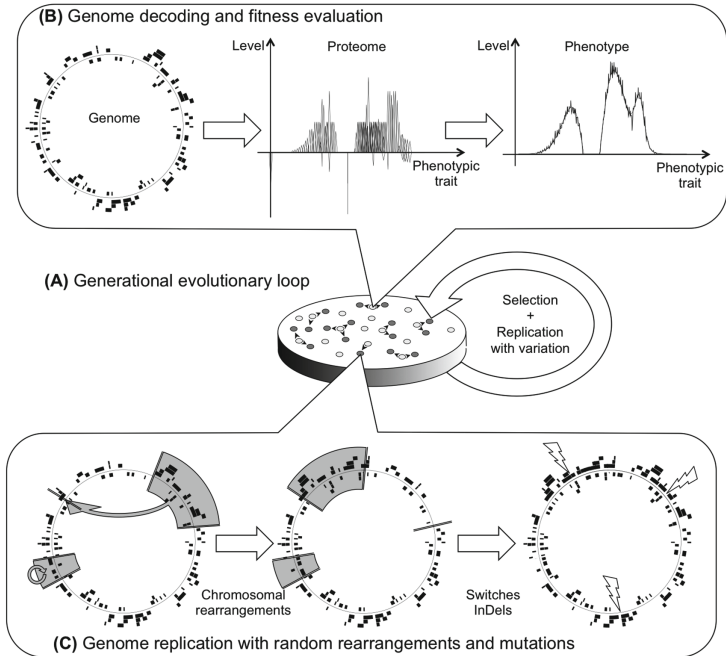 (B) Genome decoding and fitness evaluation
Level
Proteome
Level
Phenotype
Genome
Phenotypic
trait
Phenotypic
trait
(A) Generational evolutionary loop
Selection
+
Replication
with variation
Chromosomal
rearrangements
Switches
InDels
(C) Genome replication with random rearrangements and mutations